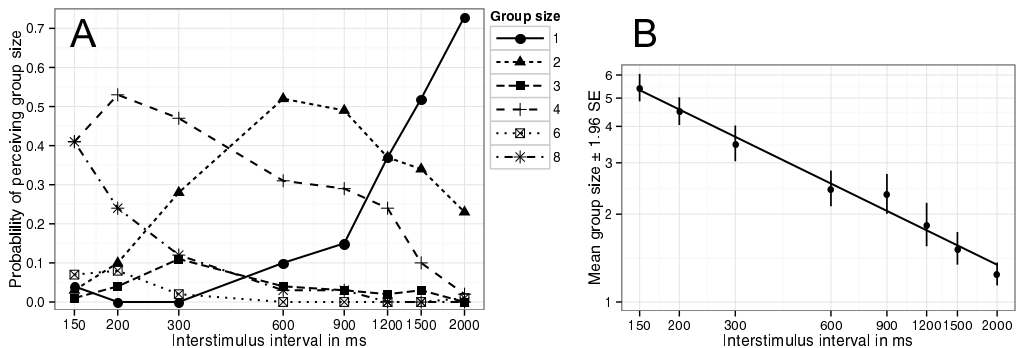 A
Probability of perceiving group size
0.7
0.6
0.5
0.4
0.3
0.2
0.1
0.0
150 200 300 600 900 1200 1500 2000
Interstimulus interval in ms
Group size
1
2
3
4
6
8
B
Mean group size ± 1.96 SE
6
5
4
3
2
1
150 200 300 600 900 1200 1500 2000
Interstimulus interval in ms